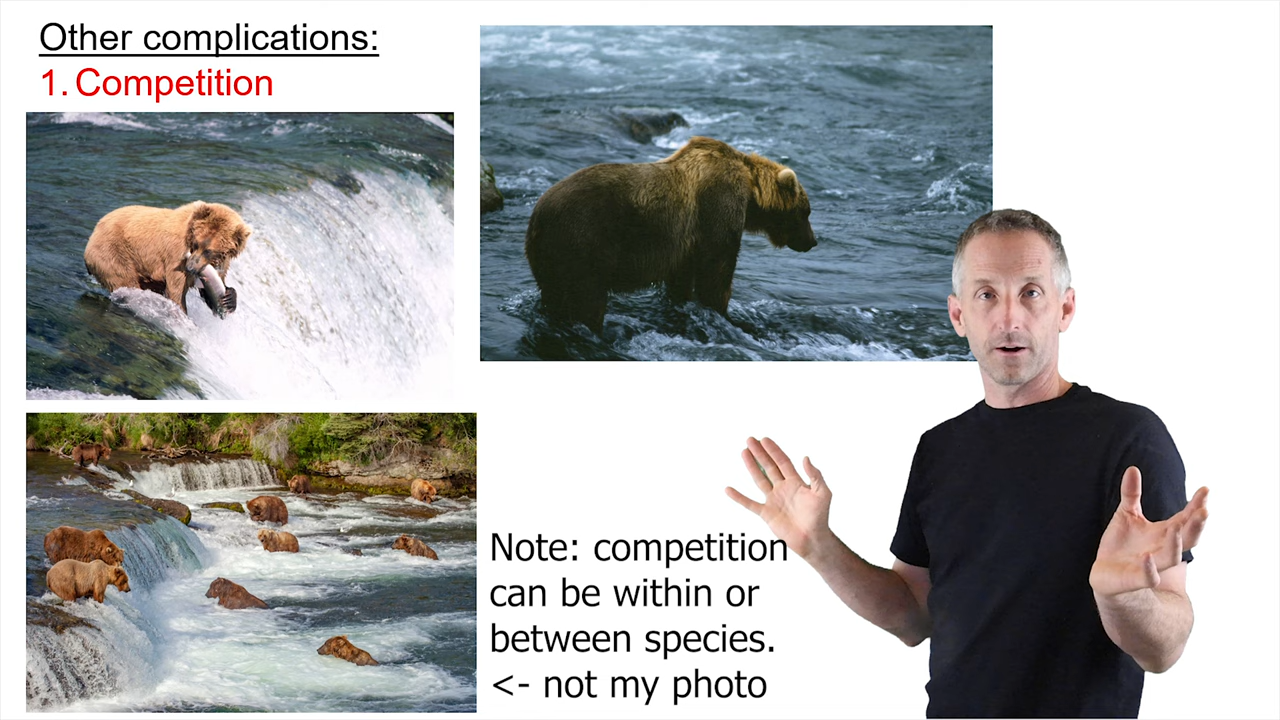 Other complications:
1. Competition
Note: competition
can be within or
between species.
<- not my photo